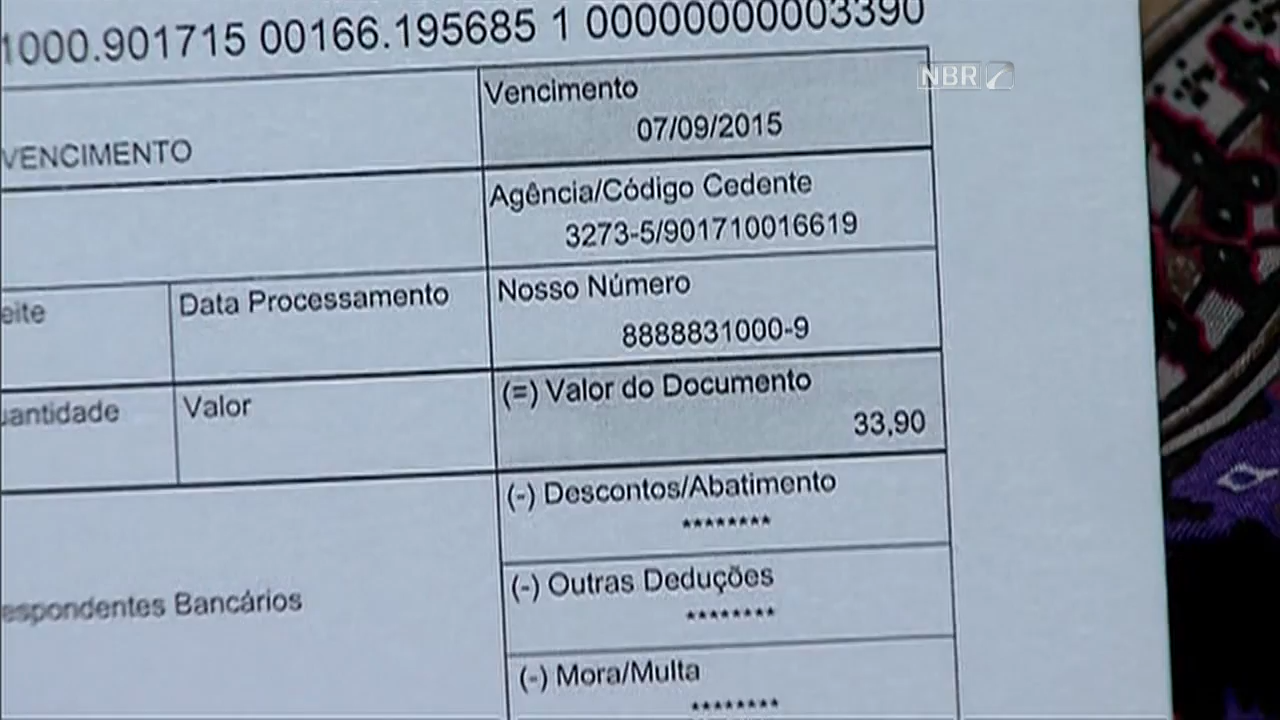 1000.901715 00166.195685 1 00000000003390
NBR
Vencimento
07/09/2015
VENCIMENTO
Agência/Código Cedente
3273-5/901710016619
Data Processamento
Nosso Número
8888831000-9
Valor
(=) Valor do Documento
33,90
(-) Descontos/Abatimento
********
Bancários
(-) Outras Deduções
********
(-) Mora/Multa
********